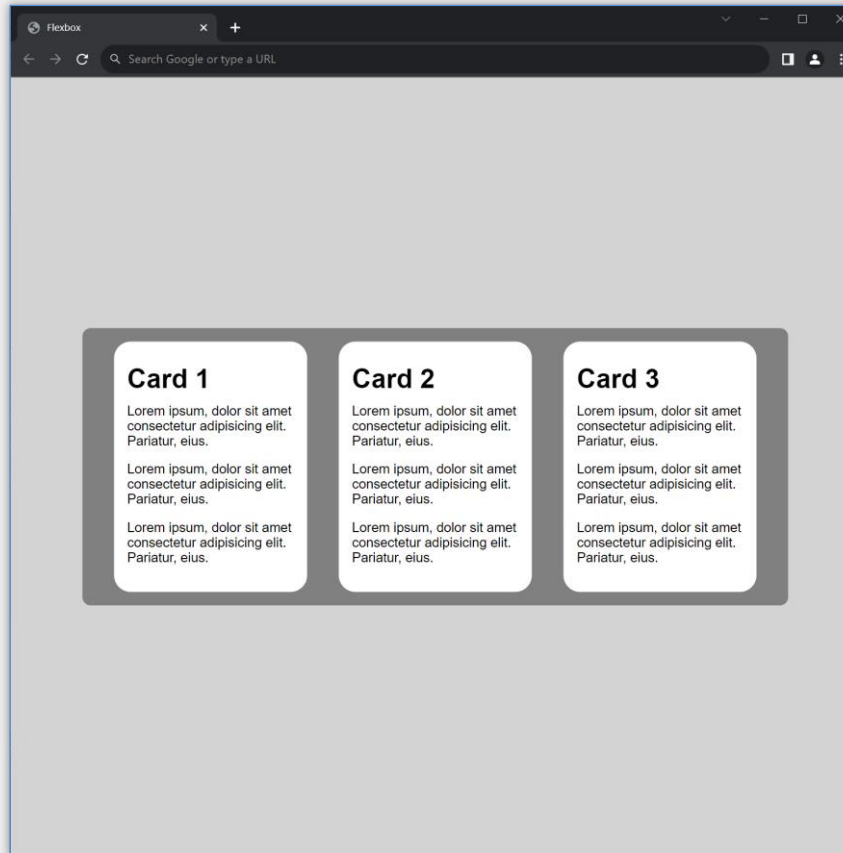 Flexbox
Search Google or type a URL
Card 1
Lorem ipsum, dolor sit amet
consectetur adipisicing elit.
Pariatur, eius.
Lorem ipsum, dolor sit amet
consectetur adipisicing elit.
Pariatur, eius.
Lorem ipsum, dolor sit amet
consectetur adipisicing elit.
Pariatur, eius.
Card 2
Lorem ipsum, dolor sit amet
consectetur adipisicing elit.
Pariatur, eius.
Lorem ipsum, dolor sit amet
consectetur adipisicing elit.
Pariatur, eius.
Lorem ipsum, dolor sit amet
consectetur adipisicing elit.
Pariatur, eius.
Card 3
Lorem ipsum, dolor sit amet
consectetur adipisicing elit.
Pariatur, eius.
Lorem ipsum, dolor sit amet
consectetur adipisicing elit.
Pariatur, eius.
Lorem ipsum, dolor sit amet
consectetur adipisicing elit.
Pariatur, eius.